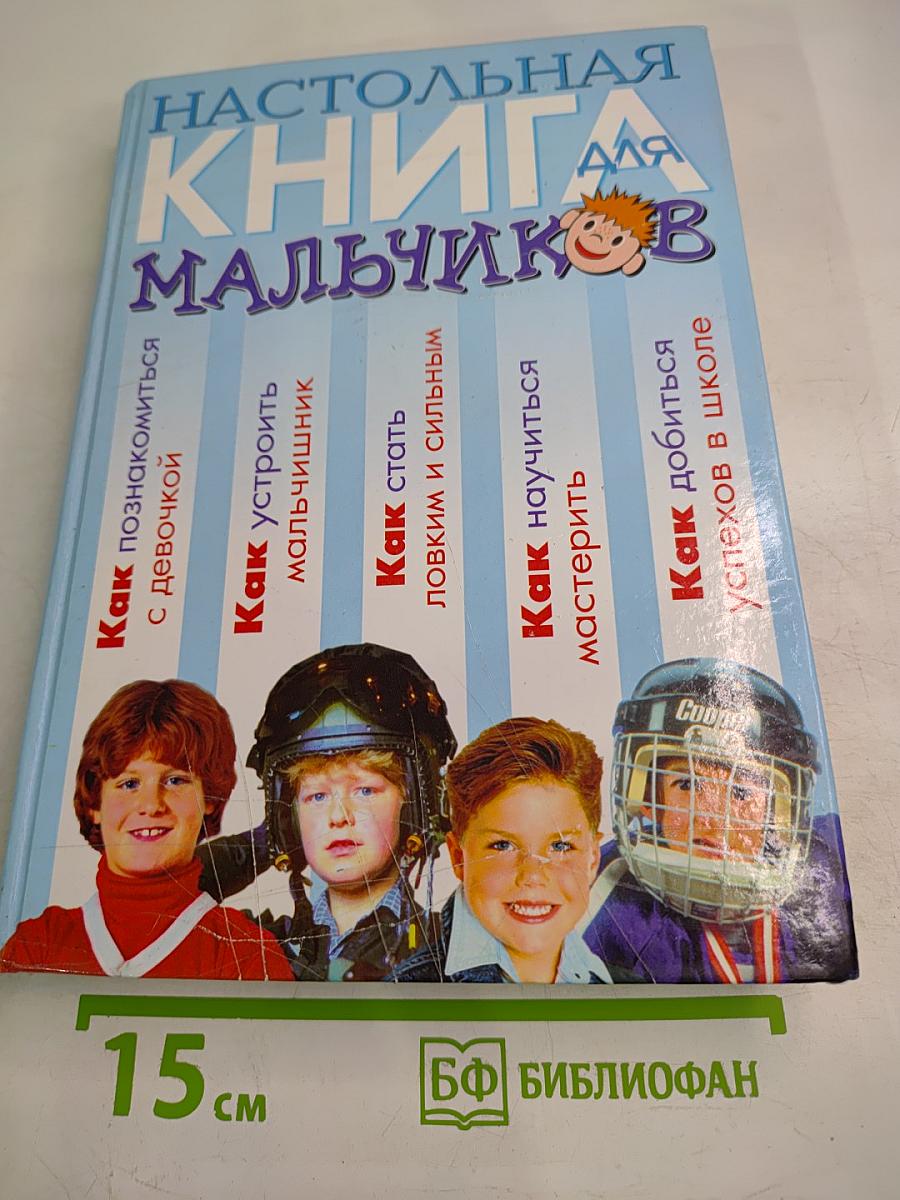 НАСТОЛЬНАЯ
КНИГА
ДЛЯ
МАЛЬЧИКОВ
Как познакомиться
с девочкой
Как устроить
мальчишник
Как стать
ловким и сильным
Как научиться
мастерить
Как добиться
успехов в школе
Cooper
15 см
БФ БИБЛИОФАН